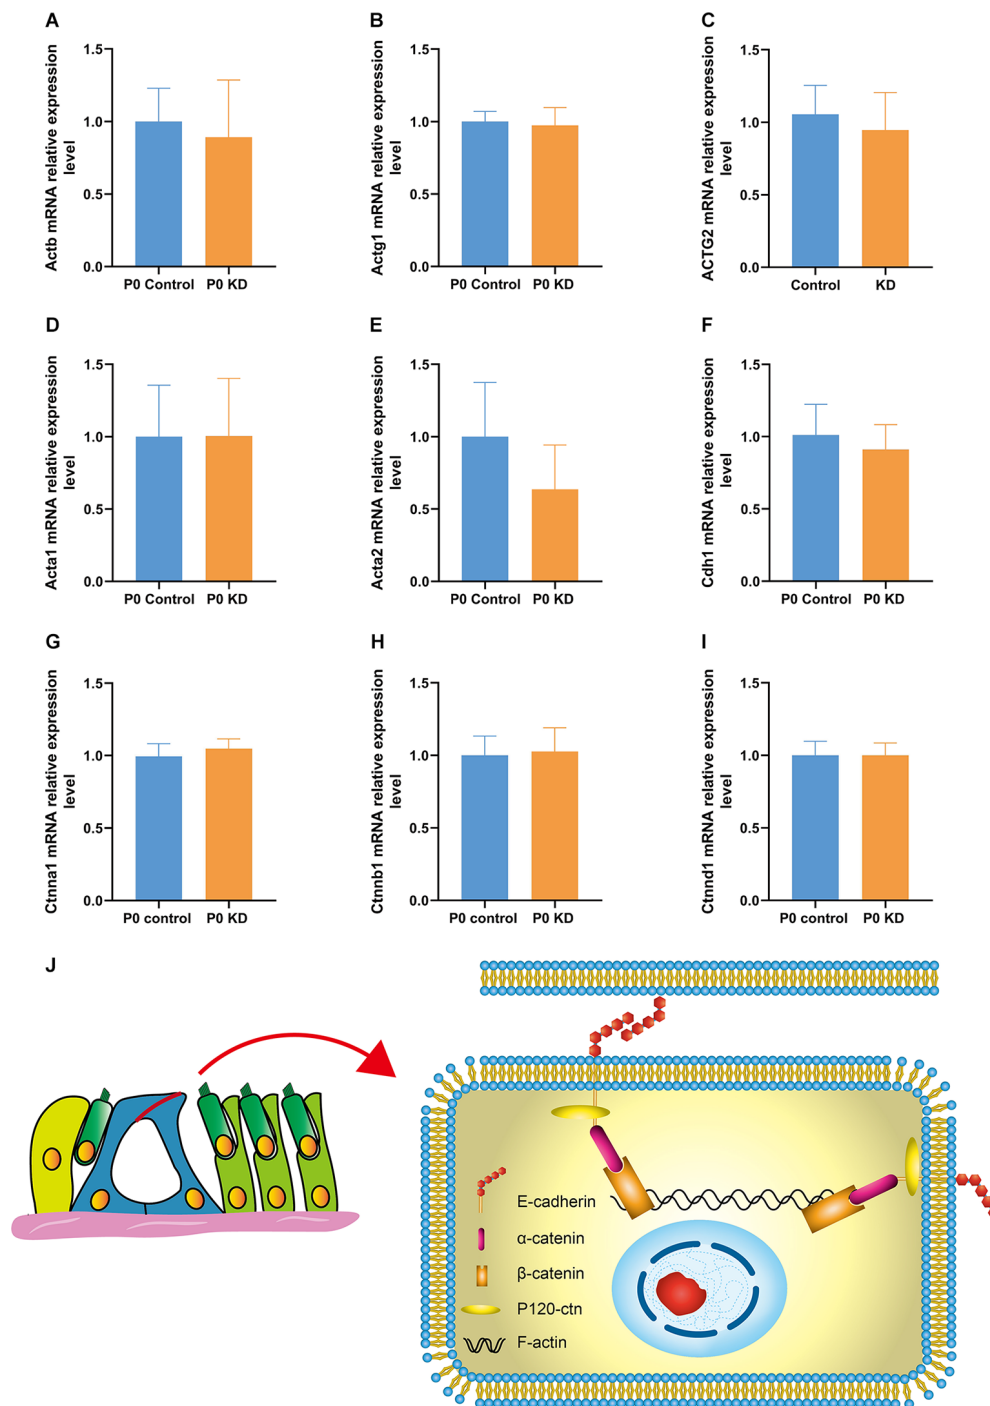 A
B
C
Actb mRNA relative expression
level
1.5
1.0
0.5
0.0
P0 Control P0 KD
Actg1 mRNA relative expression
level
1.5
1.0
0.5
0.0
P0 Control P0 KD
ACTG2 mRNA relative expression
level
1.5
1.0
0.5
0.0
Control KD
D
E
F
Acta1 mRNA relative expression
level
1.5
1.0
0.5
0.0
P0 Control P0 KD
Acta2 mRNA relative expression
level
1.5
1.0
0.5
0.0
P0 Control P0 KD
Cdh1 mRNA relative expression
level
1.5
1.0
0.5
0.0
P0 Control P0 KD
G
H
I
Ctnna1 mRNA relative expression
level
1.5
1.0
0.5
0.0
P0 control P0 KD
Ctnnb1 mRNA relative expression
level
1.5
1.0
0.5
0.0
P0 control P0 KD
Ctnnd1 mRNA relative expression
level
1.5
1.0
0.5
0.0
P0 control P0 KD
J
E-cadherin
α-catenin
β-catenin
P120-ctn
F-actin